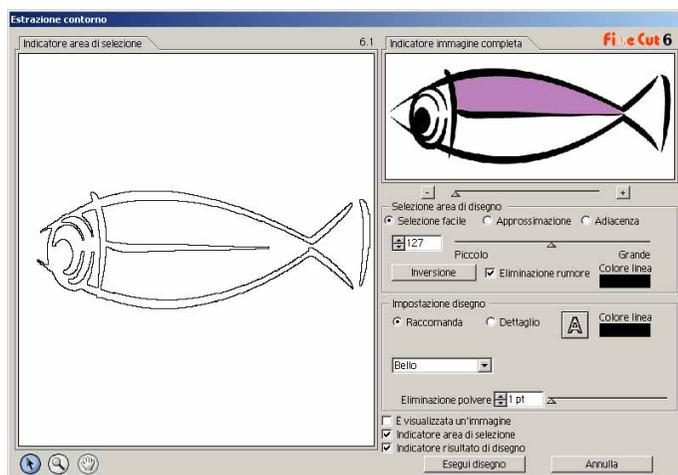 Estrazione contorno
Indicatore area di selezione 6.1
Indicatore immagine completa Fine Cut 6
- +
Selezione area di disegno
Selezione facile Approssimazione Adiacenza
127
Piccolo Grande
Inversione Eliminazione rumore Colore linea
Impostazione disegno
Raccomanda Dettaglio A Colore linea
Bello
Eliminazione polvere 1 pt
È visualizzata un'immagine
Indicatore area di selezione
Indicatore risultato di disegno
Esegui disegno Annulla